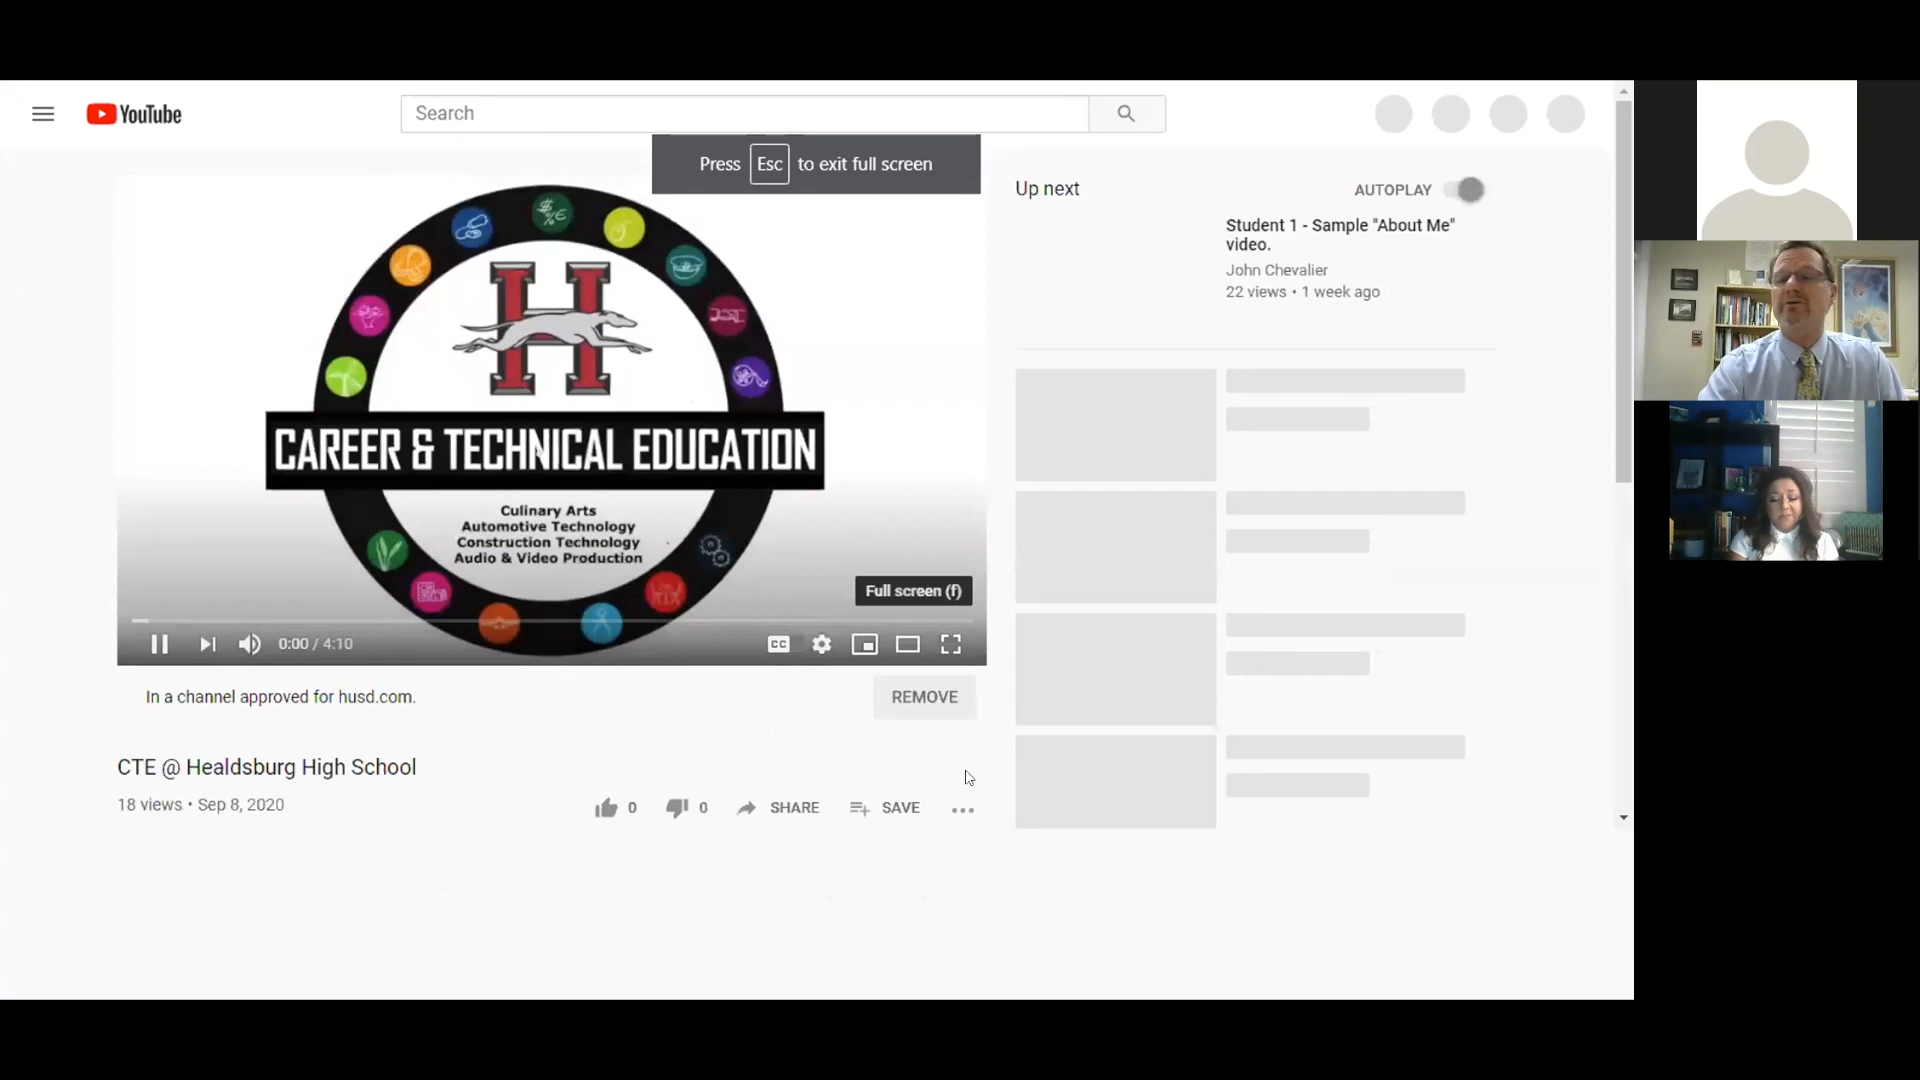 YouTube
Search
Press Esc to exit full screen
H
CAREER & TECHNICAL EDUCATION
Culinary Arts
Automotive Technology
Construction Technology
Audio & Video Production
Full screen (f)
0:00 / 4:10
CC
In a channel approved for husd.com.
REMOVE
CTE @ Healdsburg High School
18 views • Sep 8, 2020
0
0
SHARE
SAVE
Up next
AUTOPLAY
Student 1 - Sample "About Me"
video.
John Chevalier
22 views • 1 week ago